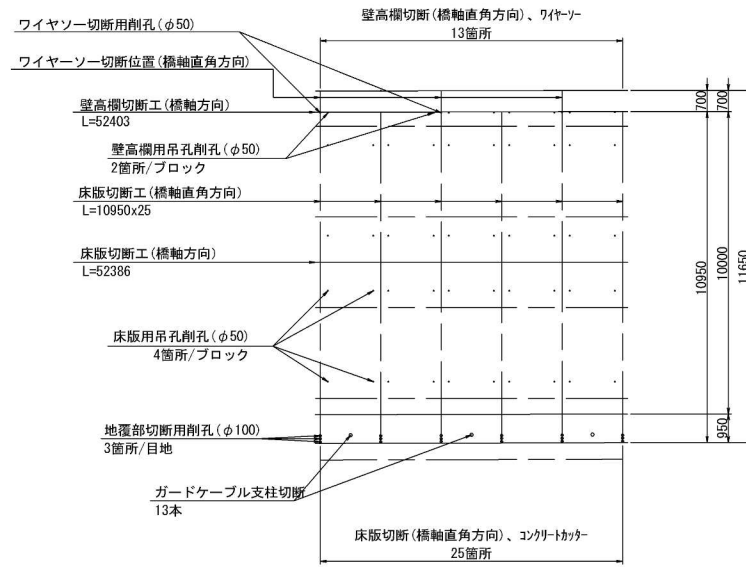 ワイヤソー切断用削孔(φ50)
壁高欄切断(橋軸直角方向)、ワイヤーソー
13箇所
ワイヤーソー切断位置(橋軸直角方向)
壁高欄切断工(橋軸方向)
L=52403
壁高欄用吊孔削孔(φ50)
2箇所/ブロック
床版切断工(橋軸直角方向)
L=10950x25
床版切断工(橋軸方向)
L=52386
床版用吊孔削孔(φ50)
4箇所/ブロック
地覆部切断用削孔(φ100)
3箇所/目地
ガードケーブル支柱切断
13本
床版切断(橋軸直角方向)、コンクリートカッター
25箇所
700
700
10950
10000
11650
950